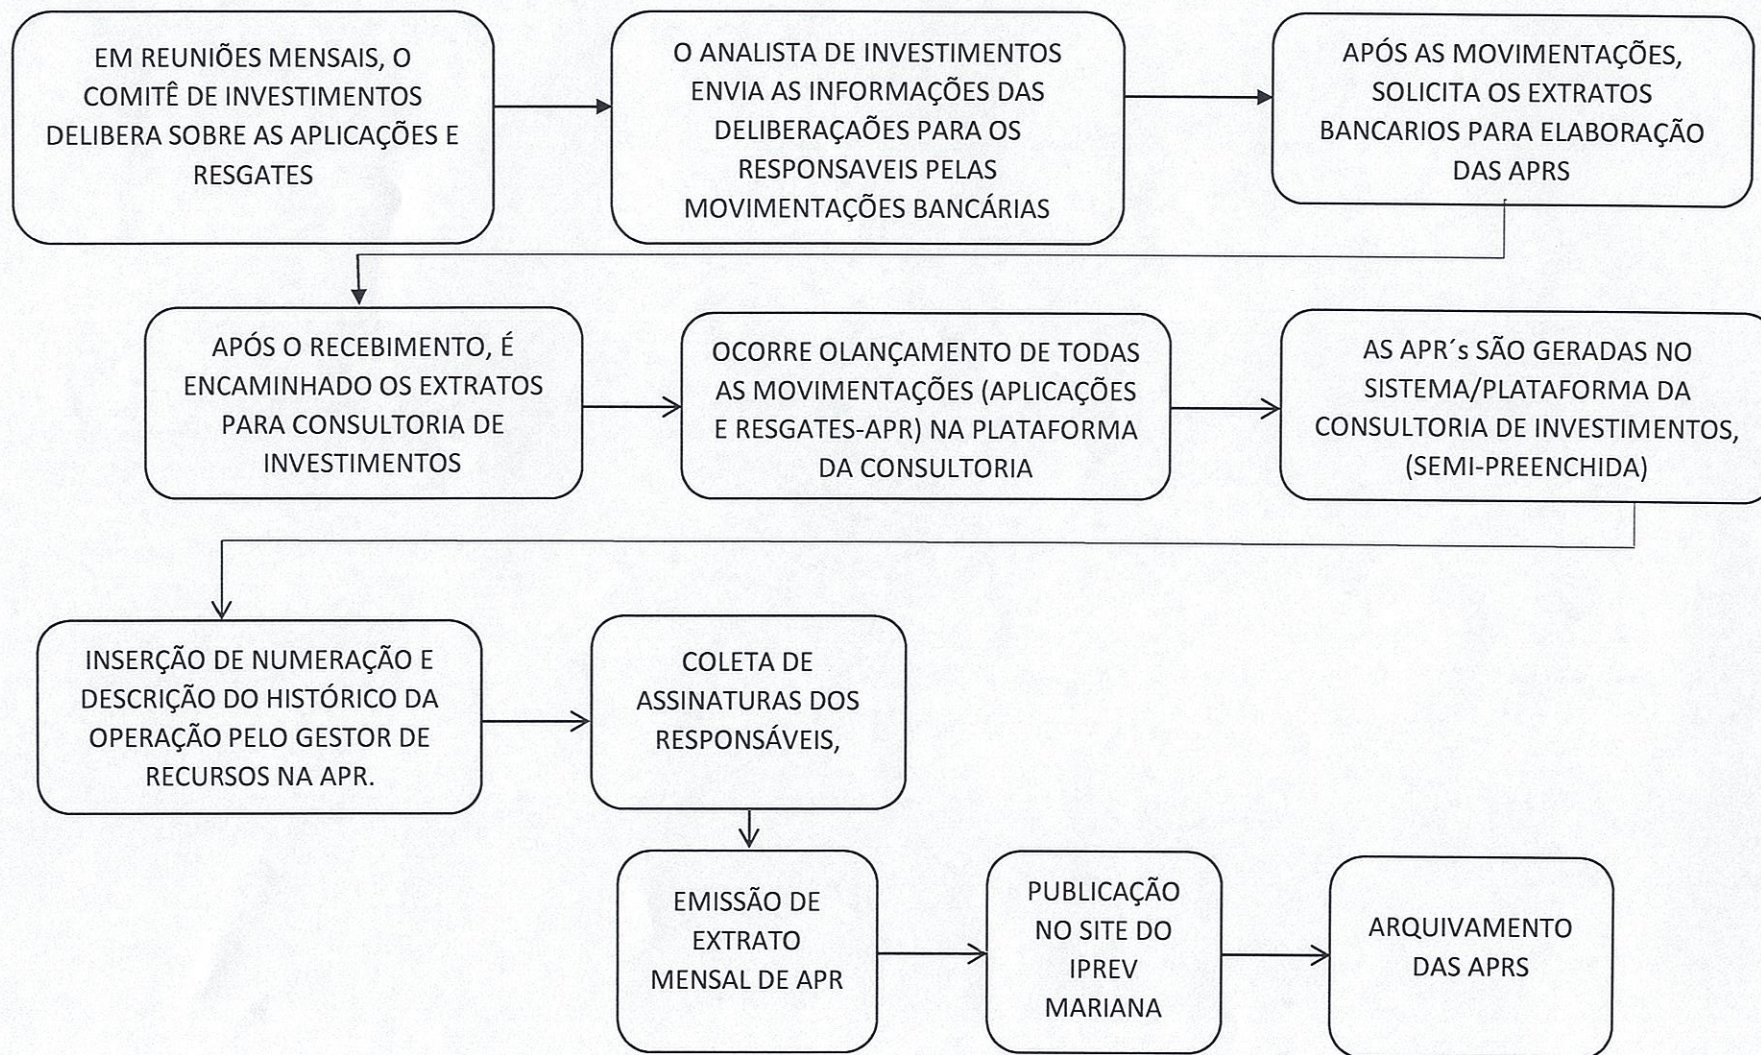 EM REUNIÕES MENSAIS, O
COMITÊ DE INVESTIMENTOS
DELIBERA SOBRE AS APLICAÇÕES E
RESGATES
O ANALISTA DE INVESTIMENTOS
ENVIA AS INFORMAÇÕES DAS
DELIBERAÇAÕES PARA OS
RESPONSAVEIS PELAS
MOVIMENTAÇÕES BANCÁRIAS
APÓS AS MOVIMENTAÇÕES,
SOLICITA OS EXTRATOS
BANCARIOS PARA ELABORAÇÃO
DAS APRS
APÓS O RECEBIMENTO, É
ENCAMINHADO OS EXTRATOS
PARA CONSULTORIA DE
INVESTIMENTOS
OCORRE OLANÇAMENTO DE TODAS
AS MOVIMENTAÇÕES (APLICAÇÕES
E RESGATES-APR) NA PLATAFORMA
DA CONSULTORIA
AS APR´s SÃO GERADAS NO
SISTEMA/PLATAFORMA DA
CONSULTORIA DE INVESTIMENTOS,
(SEMI-PREENCHIDA)
INSERÇÃO DE NUMERAÇÃO E
DESCRIÇÃO DO HISTÓRICO DA
OPERAÇÃO PELO GESTOR DE
RECURSOS NA APR.
COLETA DE
ASSINATURAS DOS
RESPONSÁVEIS,
EMISSÃO DE
EXTRATO
MENSAL DE APR
PUBLICAÇÃO
NO SITE DO
IPREV
MARIANA
ARQUIVAMENTO
DAS APRS